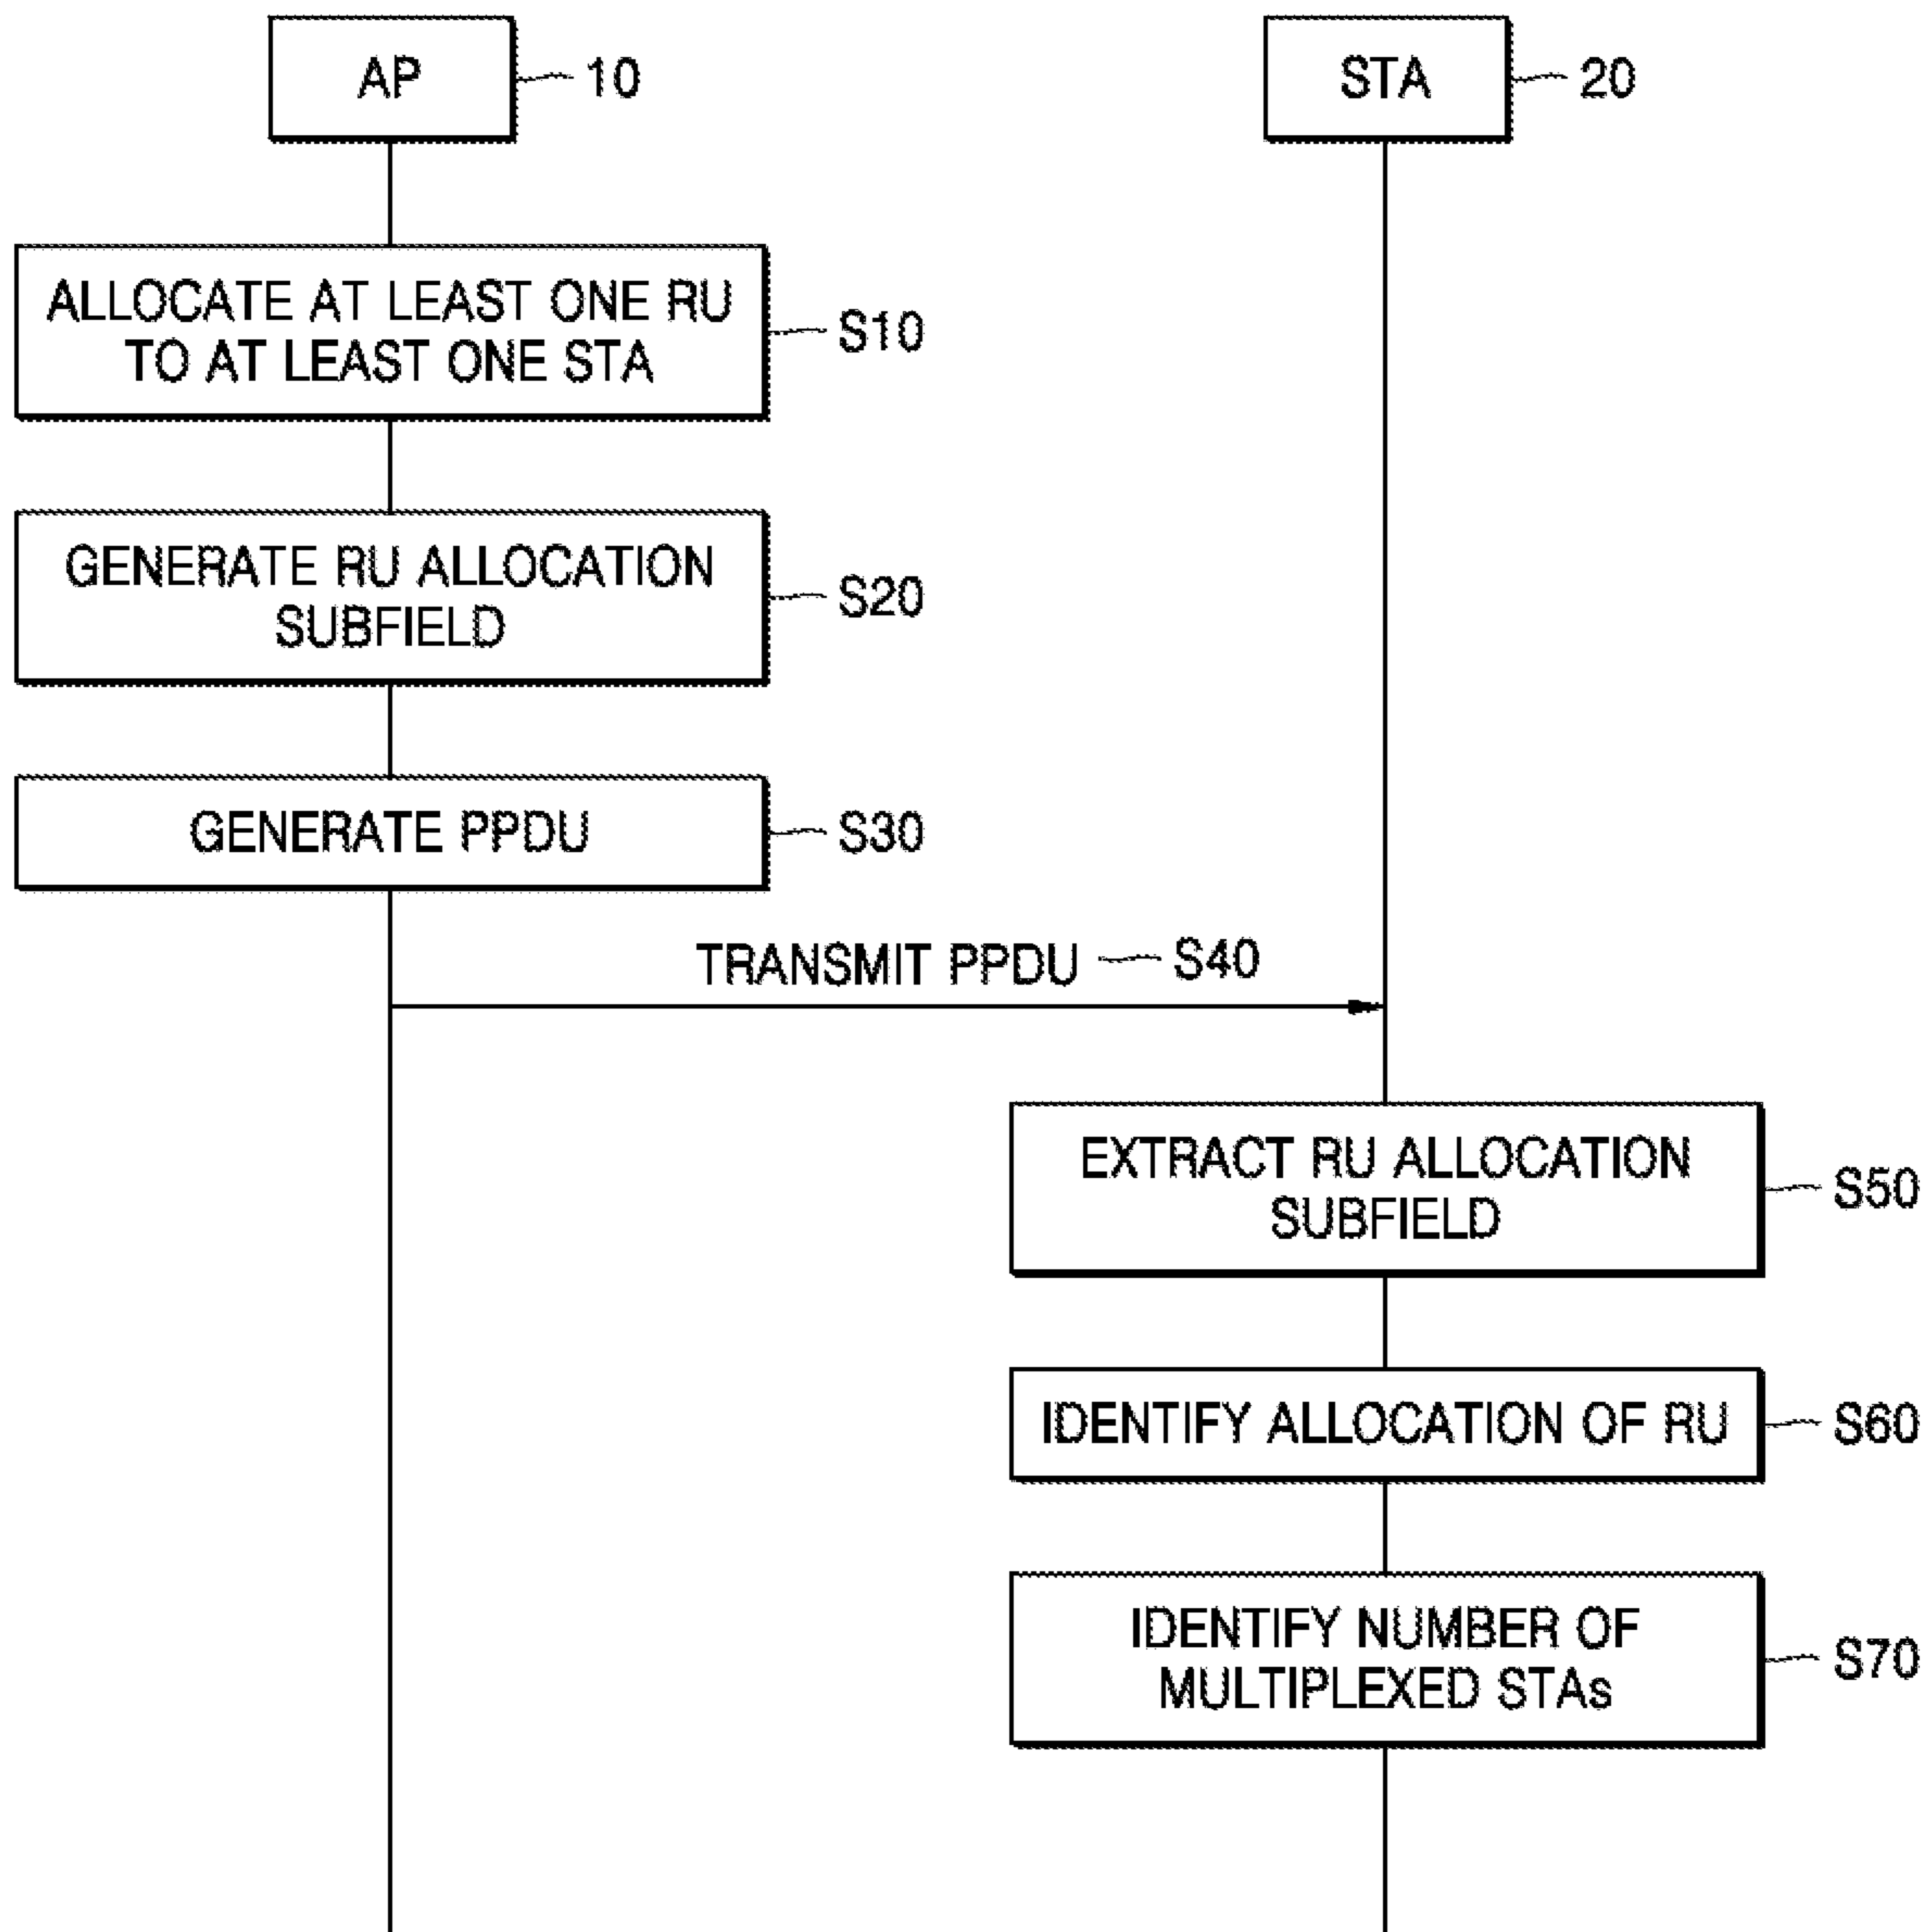 AP
10
STA
20
ALLOCATE AT LEAST ONE RU
TO AT LEAST ONE STA
S10
GENERATE RU ALLOCATION
SUBFIELD
S20
GENERATE PPDU
S30
TRANSMIT PPDU
S40
EXTRACT RU ALLOCATION
SUBFIELD
S50
IDENTIFY ALLOCATION OF RU
S60
IDENTIFY NUMBER OF
MULTIPLEXED STAs
S70